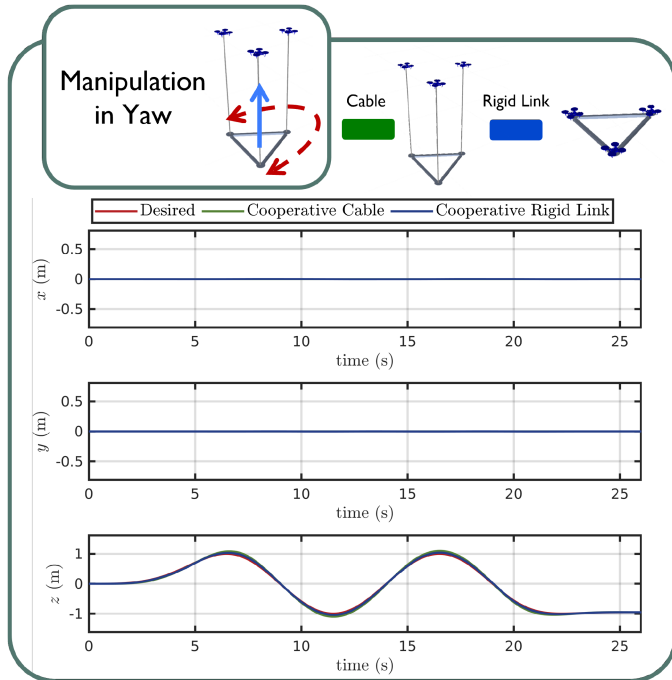 Manipulation
in Yaw
Cable
Rigid Link
Desired Cooperative Cable Cooperative Rigid Link
0.5
0
-0.5
x (m)
0 5 10 15 20 25
time (s)
0.5
0
-0.5
y (m)
0 5 10 15 20 25
time (s)
1
0
-1
z (m)
0 5 10 15 20 25
time (s)